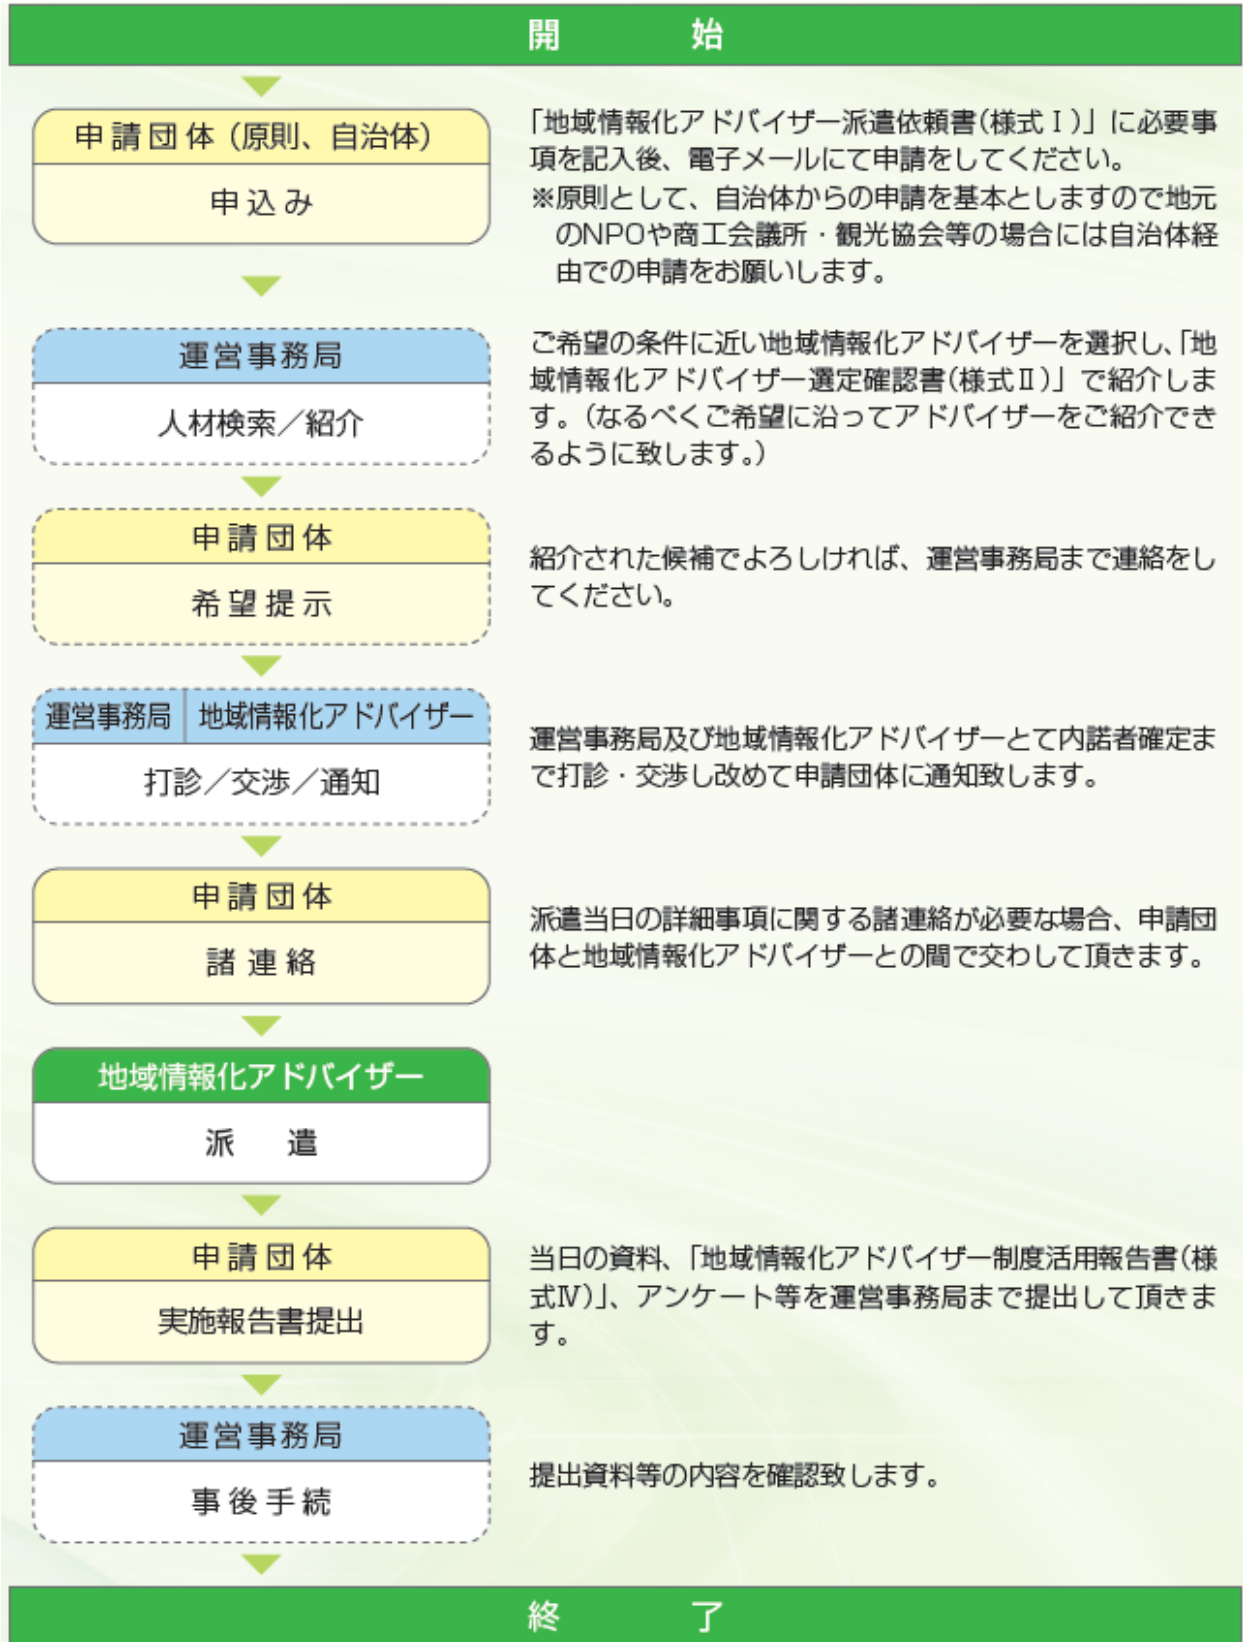 開 始
申請団体（原則、自治体）
申込み
「地域情報化アドバイザー派遣依頼書（様式Ⅰ）」に必要事
項を記入後、電子メールにて申請をしてください。
※原則として、自治体からの申請を基本としますので地元
のNPOや商工会議所・観光協会等の場合には自治体経
由での申請をお願いします。
運営事務局
人材検索／紹介
ご希望の条件に近い地域情報化アドバイザーを選択し、「地
域情報化アドバイザー選定確認書（様式Ⅱ）」で紹介しま
す。（なるべくご希望に沿ってアドバイザーをご紹介でき
るように致します。）
申請団体
希望提示
紹介された候補でよろしければ、運営事務局まで連絡をし
てください。
運営事務局 地域情報化アドバイザー
打診／交渉／通知
運営事務局及び地域情報化アドバイザーとて内諾者確定ま
で打診・交渉し改めて申請団体に通知致します。
申請団体
諸連絡
派遣当日の詳細事項に関する諸連絡が必要な場合、申請団
体と地域情報化アドバイザーとの間で交わして頂きます。
地域情報化アドバイザー
派 遣
申請団体
実施報告書提出
当日の資料、「地域情報化アドバイザー制度活用報告書（様
式Ⅳ）」、アンケート等を運営事務局まで提出して頂きま
す。
運営事務局
事後手続
提出資料等の内容を確認致します。
終 了